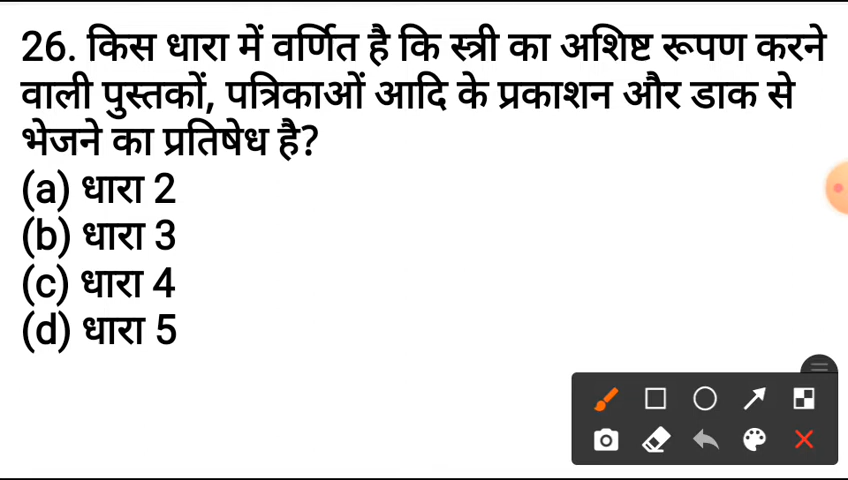 26. किस धारा में वर्णित है कि स्त्री का अशिष्ट रूपण करने
वाली पुस्तकों, पत्रिकाओं आदि के प्रकाशन और डाक से
भेजने का प्रतिषेध है?
(a) धारा 2
(b) धारा 3
(c) धारा 4
(d) धारा 5